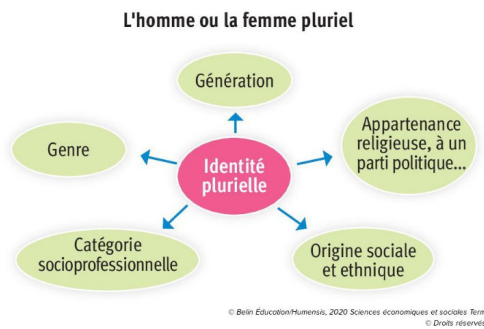 L'homme ou la femme pluriel
Génération
Genre
Appartenance
religieuse, à un
parti politique...
Identité
plurielle
Catégorie
socioprofessionnelle
Origine sociale
et ethnique
© Belin Éducation/Humensis, 2020 Sciences économiques et sociales Term
© Droits réservés